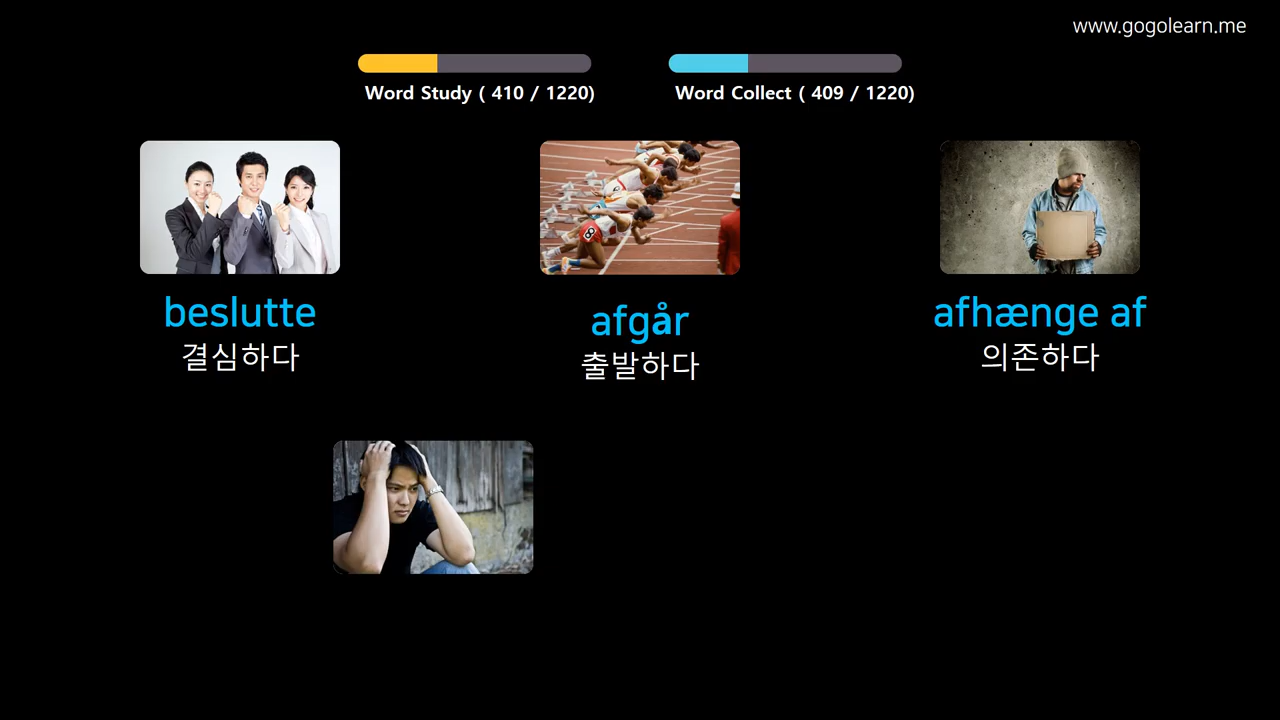 www.gogolearn.me
Word Study ( 410 / 1220)
Word Collect ( 409 / 1220)
beslutte
결심하다
afgår
출발하다
afhænge af
의존하다
8